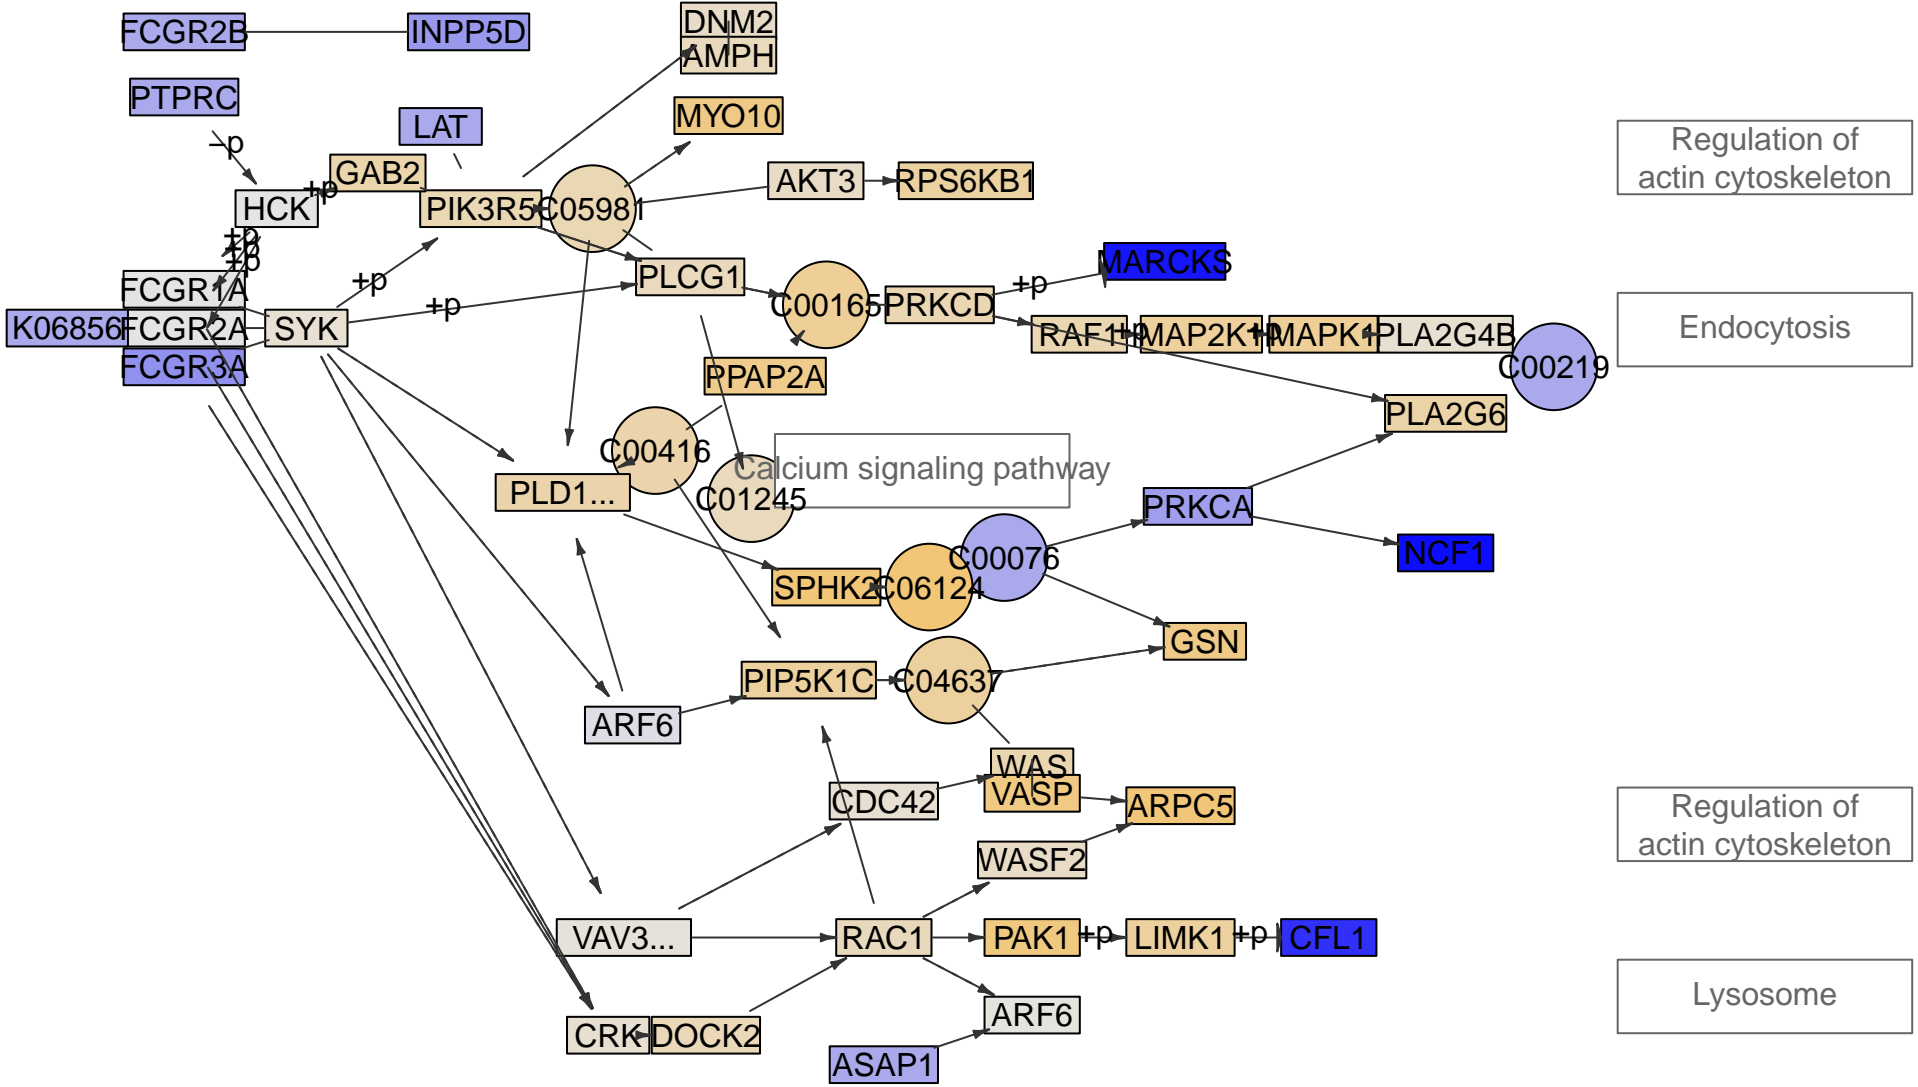 FCGR2B
INPP5D
DNM2
AMPH
PTPRC
LAT
MYO10
–p
GAB2
+p
HCK
PIK3R5
C05981
AKT3
RPS6KB1
Regulation of
actin cytoskeleton
+p
+p
+p
FCGR1A
+p
PLCG1
C00165
PRKCD
+p
MARCKS
K06856
FCGR2A
SYK
+p
RAF1
+p
MAP2K1
+p
MAPK1
PLA2G4B
C00219
Endocytosis
FCGR3A
PPAP2A
PLA2G6
C00416
Calcium signaling pathway
PLD1...
C01245
PRKCA
NCF1
SPHK2
C06124
C00076
GSN
PIP5K1C
C04637
ARF6
WAS
VASP
CDC42
ARPC5
Regulation of
actin cytoskeleton
WASF2
VAV3...
RAC1
PAK1
+p
LIMK1
+p
CFL1
ARF6
Lysosome
CRK
DOCK2
ASAP1